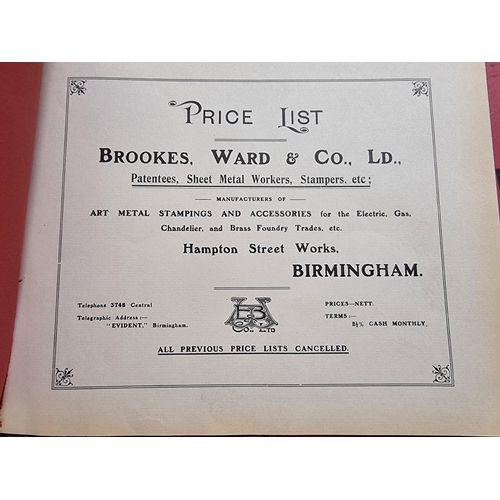 PRICE LIST
BROOKES, WARD & CO., LD.,
Patentees, Sheet Metal Workers, Stampers, etc;
MANUFACTURERS OF
ART METAL STAMPINGS AND ACCESSORIES for the Electric, Gas,
Chandelier, and Brass Foundry Trades, etc.
Hampton Street Works,
BIRMINGHAM.
Telephone 3748 Central
Telegraphic Address :—
"EVIDENT," Birmingham.
Co., LTD
PRICES—NETT.
TERMS :—
2½% CASH MONTHLY.
ALL PREVIOUS PRICE LISTS CANCELLED.